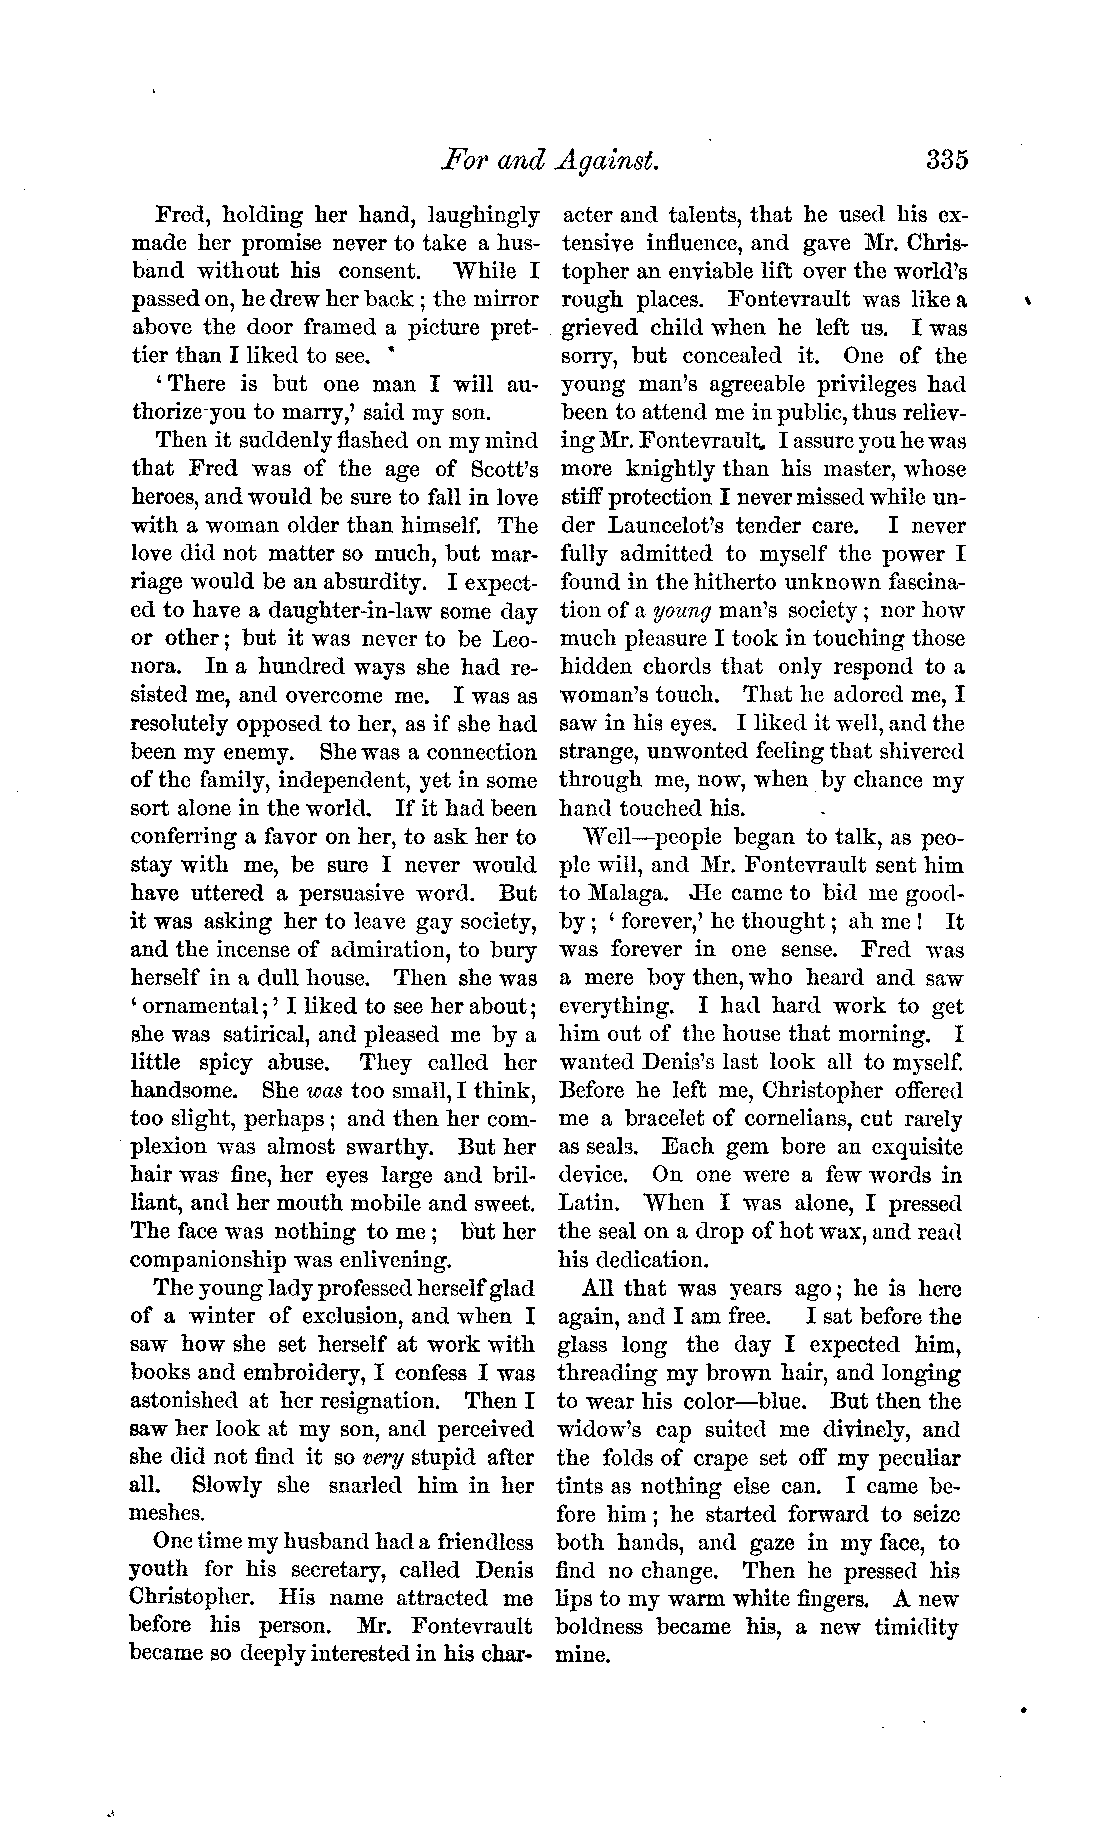 For and Against. 335
Fred, holding her hand, laughingly
made her promise never to take a hus-
band without his consent. While I
passed on, he drew her back; the mirror
above the door framed a picture pret-
tier than I liked to see.
'There is but one man I will au-
thorize you to marry,' said my son.
Then it suddenly flashed on my mind
that Fred was of the age of Scott's
heroes, and would be sure to fall in love
with a woman older than himself. The
love did not matter so much, but mar-
riage would be an absurdity. I expect-
ed to have a daughter-in-law some day
or other; but it was never to be Leo-
nora. In a hundred ways she had re-
sisted me, and overcome me. I was as
resolutely opposed to her, as if she had
been my enemy. She was a connection
of the family, independent, yet in some
sort alone in the world. If it had been
conferring a favor on her, to ask her to
stay with me, be sure I never would
have uttered a persuasive word. But
it was asking her to leave gay society,
and the incense of admiration, to bury
herself in a dull house. Then she was
'ornamental;' I liked to see her about;
she was satirical, and pleased me by a
little spicy abuse. They called her
handsome. She was too small, I think,
too slight, perhaps; and then her com-
plexion was almost swarthy. But her
hair was fine, her eyes large and bril-
liant, and her mouth mobile and sweet.
The face was nothing to me; but her
companionship was enlivening.
The young lady professed herself glad
of a winter of exclusion, and when I
saw how she set herself at work with
books and embroidery, I confess I was
astonished at her resignation. Then I
saw her look at my son, and perceived
she did not find it so very stupid after
all. Slowly she snarled him in her
meshes.
One time my husband had a friendless
youth for his secretary, called Denis
Christopher. His name attracted me
before his person. Mr. Fontevrault
became so deeply interested in his char-
acter and talents, that he used his ex-
tensive influence, and gave Mr. Chris-
topher an enviable lift over the world's
rough places. Fontevrault was like a
grieved child when he left us. I was
sorry, but concealed it. One of the
young man's agreeable privileges had
been to attend me in public, thus reliev-
ing Mr. Fontevrault. I assure you he was
more knightly than his master, whose
stiff protection I never missed while un-
der Launcelot's tender care. I never
fully admitted to myself the power I
found in the hitherto unknown fascina-
tion of a young man's society; nor how
much pleasure I took in touching those
hidden chords that only respond to a
woman's touch. That he adored me, I
saw in his eyes. I liked it well, and the
strange, unwonted feeling that shivered
through me, now, when by chance my
hand touched his.
Well—people began to talk, as peo-
ple will, and Mr. Fontevrault sent him
to Malaga. He came to bid me good-
by; 'forever,' he thought; ah me! It
was forever in one sense. Fred was
a mere boy then, who heard and saw
everything. I had hard work to get
him out of the house that morning. I
wanted Denis's last look all to myself.
Before he left me, Christopher offered
me a bracelet of cornelians, cut rarely
as seals. Each gem bore an exquisite
device. On one were a few words in
Latin. When I was alone, I pressed
the seal on a drop of hot wax, and read
his dedication.
All that was years ago; he is here
again, and I am free. I sat before the
glass long the day I expected him,
threading my brown hair, and longing
to wear his color—blue. But then the
widow's cap suited me divinely, and
the folds of crape set off my peculiar
tints as nothing else can. I came be-
fore him; he started forward to seize
both hands, and gaze in my face, to
find no change. Then he pressed his
lips to my warm white fingers. A new
boldness became his, a new timidity
mine.